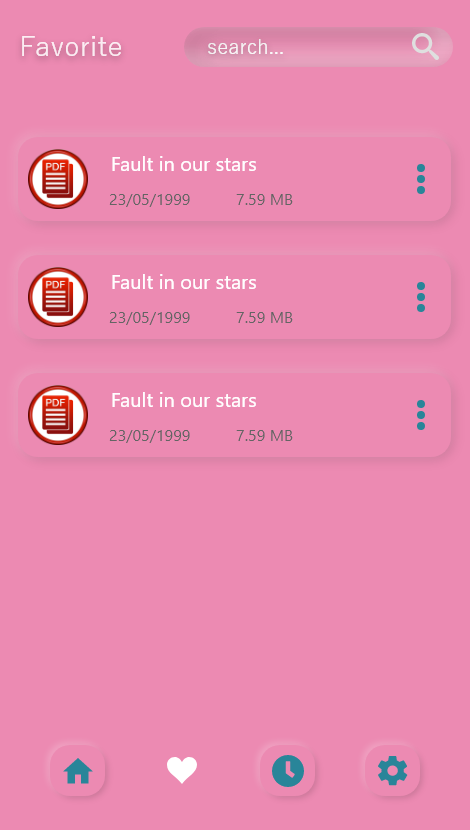 Favorite
search...
PDF
Fault in our stars
23/05/1999 7.59 MB
PDF
Fault in our stars
23/05/1999 7.59 MB
PDF
Fault in our stars
23/05/1999 7.59 MB